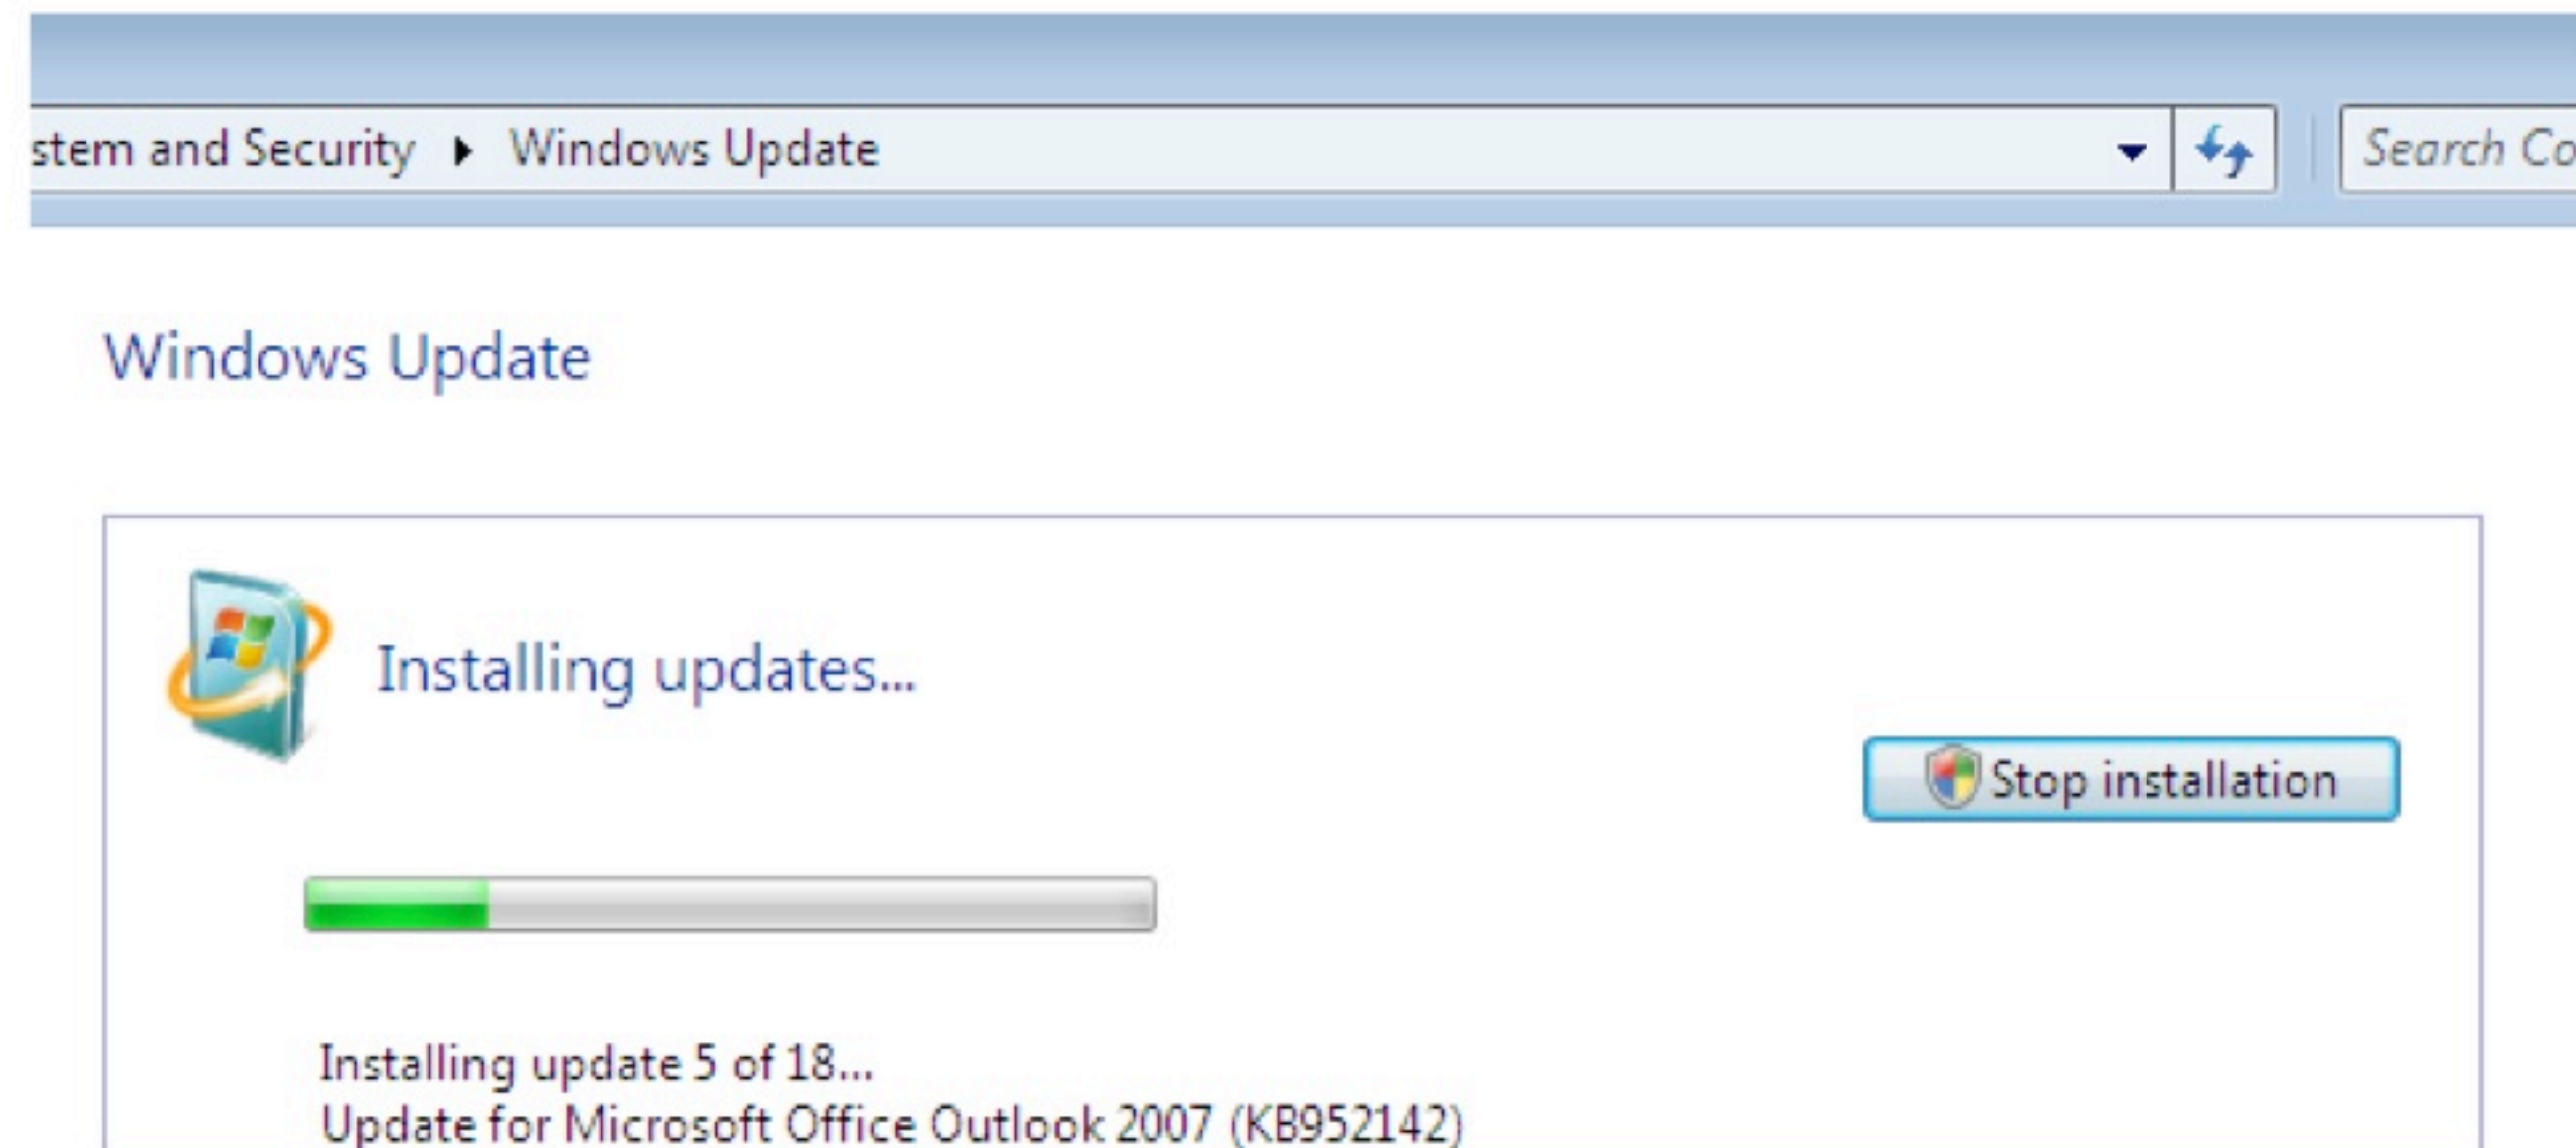 stem and Security ▸ Windows Update
Search Co
Windows Update
Installing updates...
Stop installation
Installing update 5 of 18...
Update for Microsoft Office Outlook 2007 (KB952142)